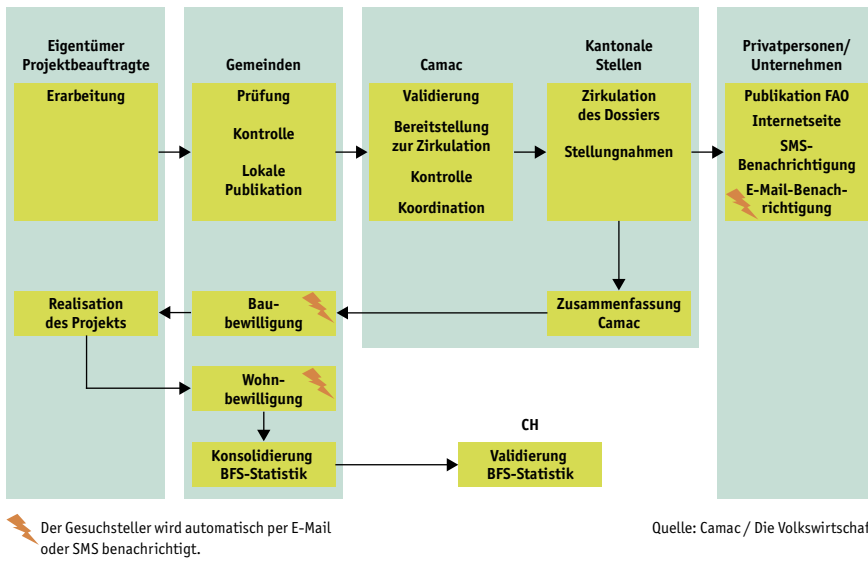 Eigentümer
Projektbeauftragte
Erarbeitung
Gemeinden
Prüfung
Kontrolle
Lokale
Publikation
Camac
Validierung
Bereitstellung
zur Zirkulation
Kontrolle
Koordination
Kantonale
Stellen
Zirkulation
des Dossiers
Stellungnahmen
Privatpersonen/
Unternehmen
Publikation FAO
Internetseite
SMS-
Benachrichtigung
E-Mail-Benach-
richtigung
Realisation
des Projekts
Bau-
bewilligung
Zusammenfassung
Camac
Wohn-
bewilligung
Konsolidierung
BFS-Statistik
CH
Validierung
BFS-Statistik
Der Gesuchsteller wird automatisch per E-Mail
oder SMS benachrichtigt.
Quelle: Camac / Die Volkswirtschaf